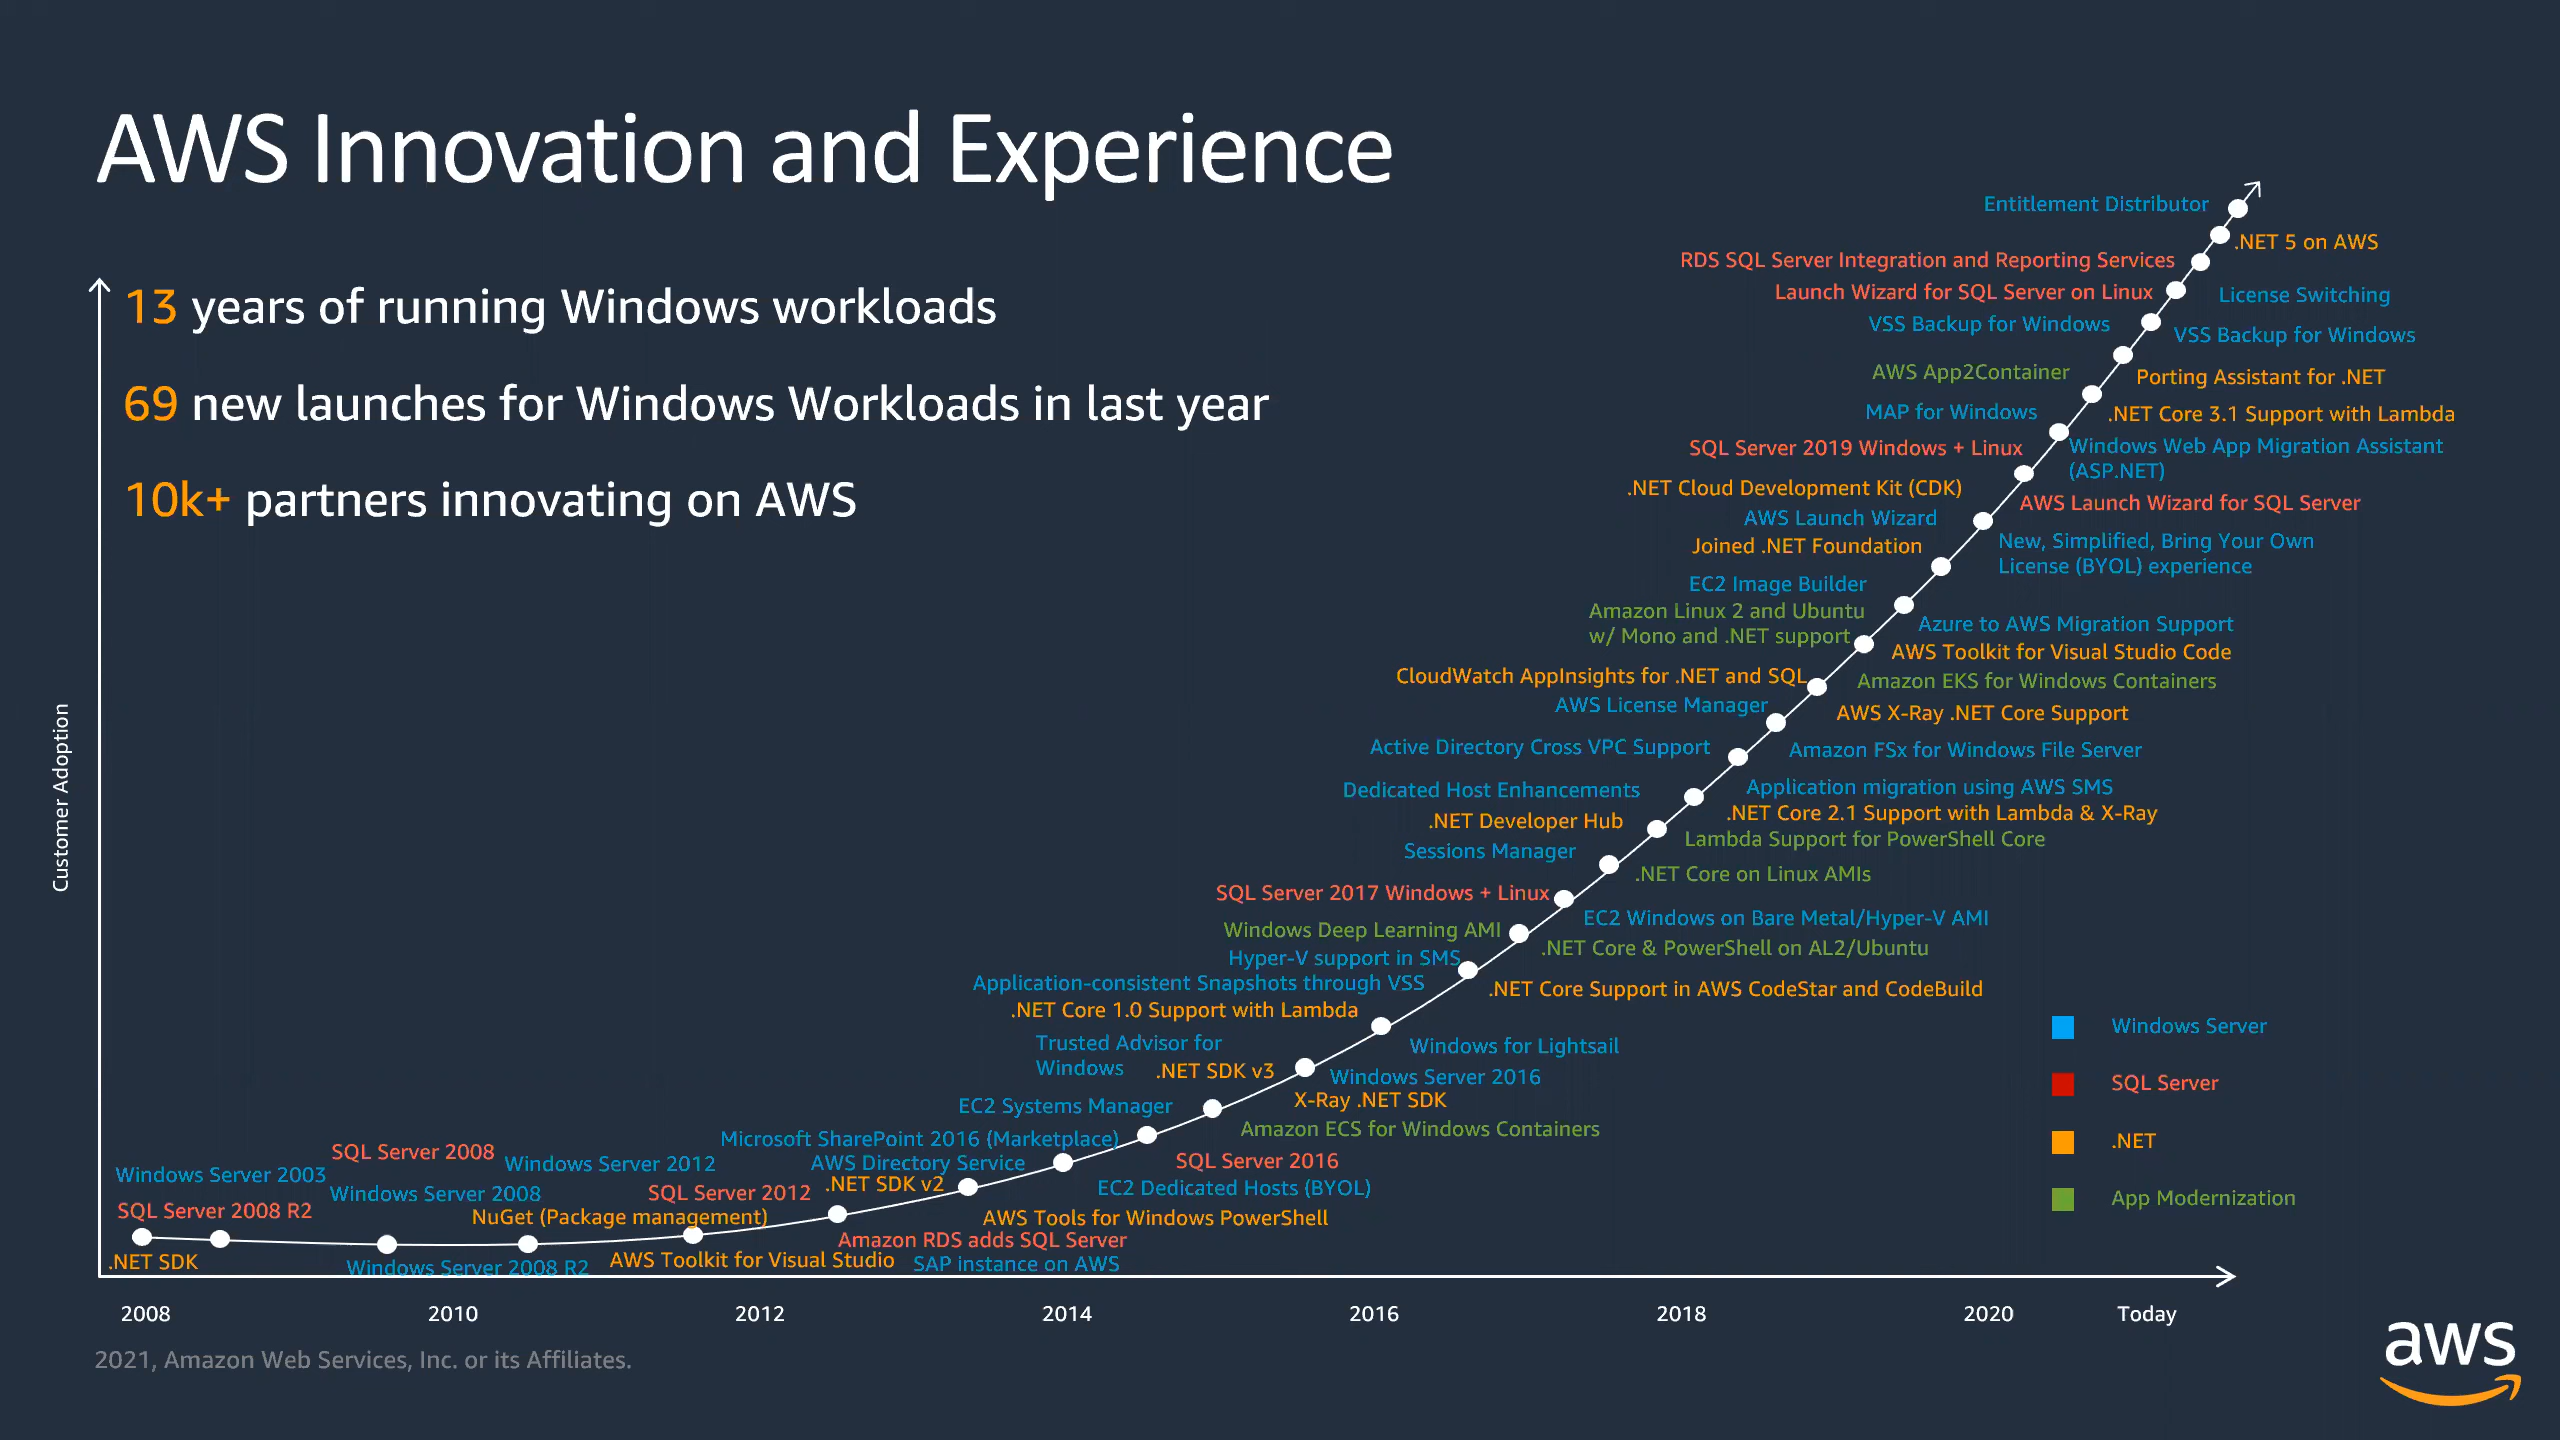 AWS Innovation and Experience
13 years of running Windows workloads
69 new launches for Windows Workloads in last year
10k+ partners innovating on AWS
Customer Adoption
Entitlement Distributor
.NET 5 on AWS
RDS SQL Server Integration and Reporting Services
Launch Wizard for SQL Server on Linux
License Switching
VSS Backup for Windows
VSS Backup for Windows
AWS App2Container
Porting Assistant for .NET
MAP for Windows
.NET Core 3.1 Support with Lambda
SQL Server 2019 Windows + Linux
Windows Web App Migration Assistant
(ASP.NET)
.NET Cloud Development Kit (CDK)
AWS Launch Wizard for SQL Server
AWS Launch Wizard
Joined .NET Foundation
New, Simplified, Bring Your Own
License (BYOL) experience
EC2 Image Builder
Amazon Linux 2 and Ubuntu
w/ Mono and .NET support
Azure to AWS Migration Support
AWS Toolkit for Visual Studio Code
CloudWatch AppInsights for .NET and SQL
Amazon EKS for Windows Containers
AWS License Manager
AWS X-Ray .NET Core Support
Active Directory Cross VPC Support
Amazon FSx for Windows File Server
Dedicated Host Enhancements
Application migration using AWS SMS
.NET Developer Hub
.NET Core 2.1 Support with Lambda & X-Ray
Lambda Support for PowerShell Core
Sessions Manager
.NET Core on Linux AMIs
SQL Server 2017 Windows + Linux
EC2 Windows on Bare Metal/Hyper-V AMI
Windows Deep Learning AMI
.NET Core & PowerShell on AL2/Ubuntu
Hyper-V support in SMS
Application-consistent Snapshots through VSS
.NET Core Support in AWS CodeStar and CodeBuild
.NET Core 1.0 Support with Lambda
Trusted Advisor for
Windows
Windows for Lightsail
.NET SDK v3
Windows Server 2016
X-Ray .NET SDK
EC2 Systems Manager
Amazon ECS for Windows Containers
Microsoft SharePoint 2016 (Marketplace)
SQL Server 2016
AWS Directory Service
EC2 Dedicated Hosts (BYOL)
.NET SDK v2
AWS Tools for Windows PowerShell
SQL Server 2008
Windows Server 2012
Windows Server 2003
Windows Server 2008
SQL Server 2012
SQL Server 2008 R2
NuGet (Package management)
Amazon RDS adds SQL Server
.NET SDK
Windows Server 2008 R2
AWS Toolkit for Visual Studio
SAP instance on AWS
Windows Server
SQL Server
.NET
App Modernization
2008
2010
2012
2014
2016
2018
2020
Today
2021, Amazon Web Services, Inc. or its Affiliates.
aws